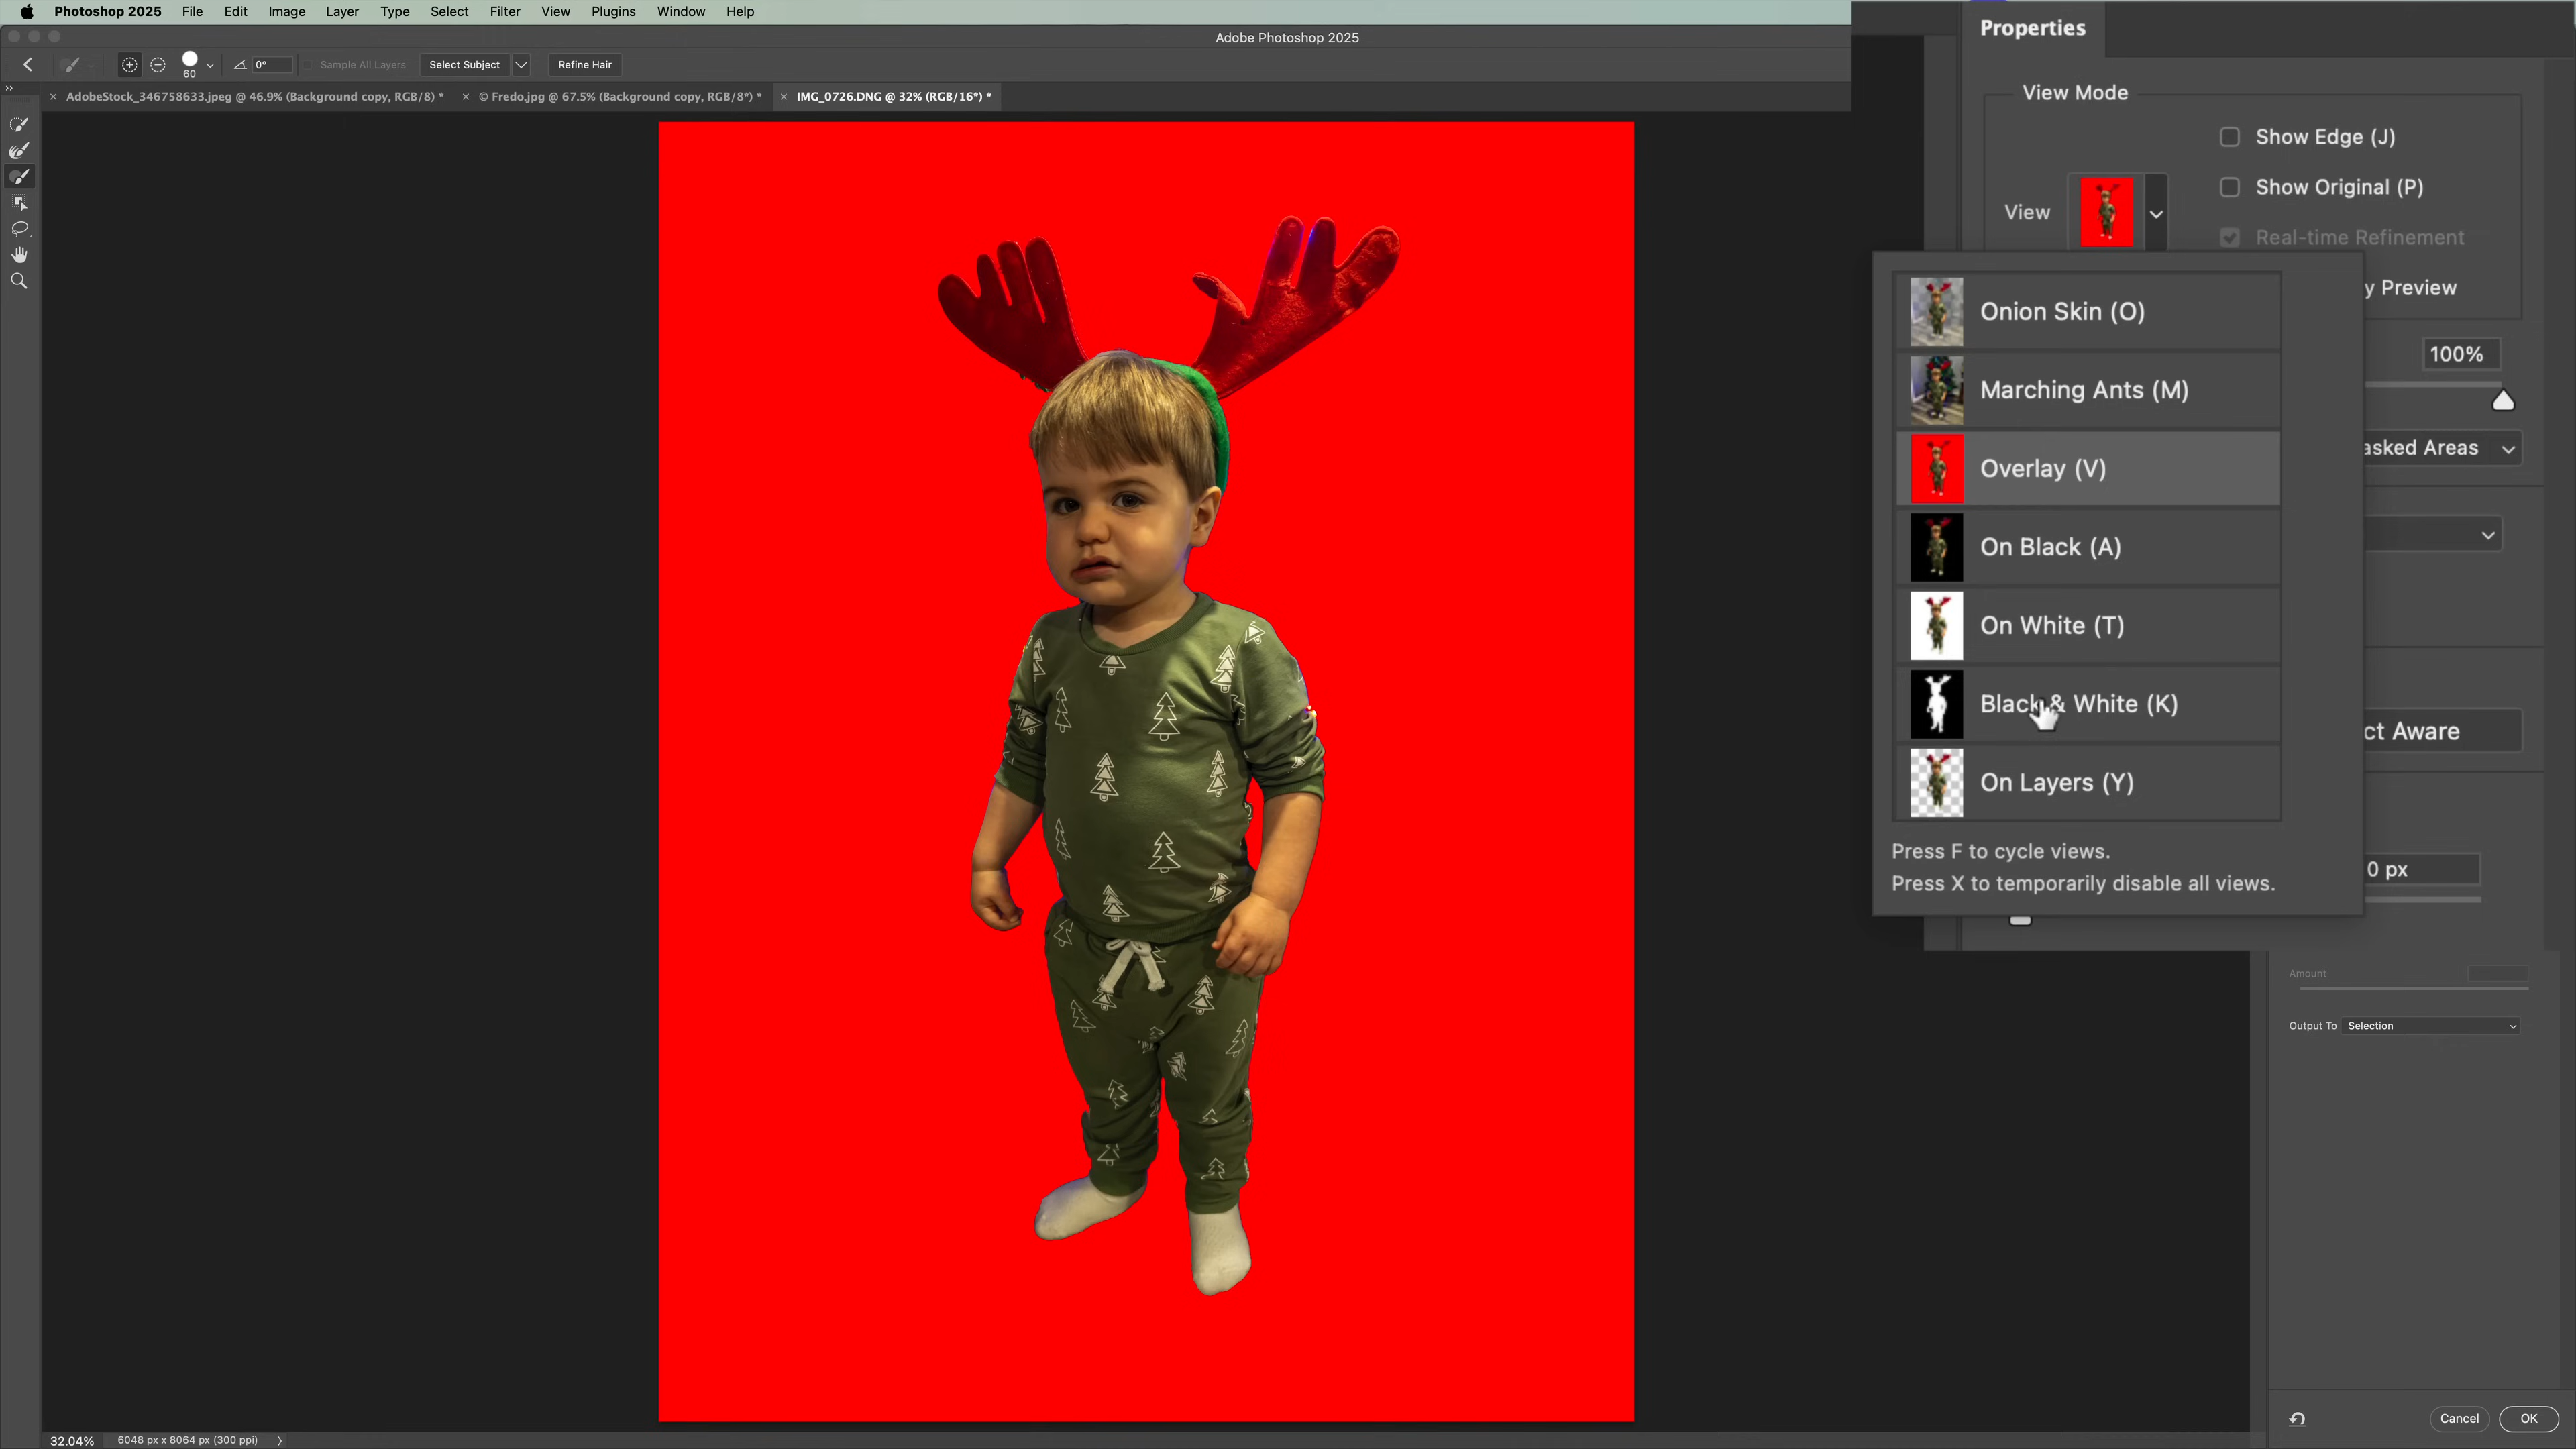 Photoshop 2025 File Edit Image Layer Type Select Filter View Plugins Window Help
Adobe Photoshop 2025
60
0°
Sample All Layers
Select Subject
Refine Hair
AdobeStock_346758633.jpeg @ 46.9% (Background copy, RGB/8) *
© Fredo.jpg @ 67.5% (Background copy, RGB/8*) *
IMG_0726.DNG @ 32% (RGB/16*) *
Properties
View Mode
Show Edge (J)
Show Original (P)
View
Real-time Refinement
y Preview
Onion Skin (O)
100%
Marching Ants (M)
asked Areas
Overlay (V)
On Black (A)
On White (T)
Black & White (K)
ct Aware
On Layers (Y)
Press F to cycle views.
0 px
Press X to temporarily disable all views.
Amount
Output To Selection
Cancel
OK
32.04%
6048 px x 8064 px (300 ppi)